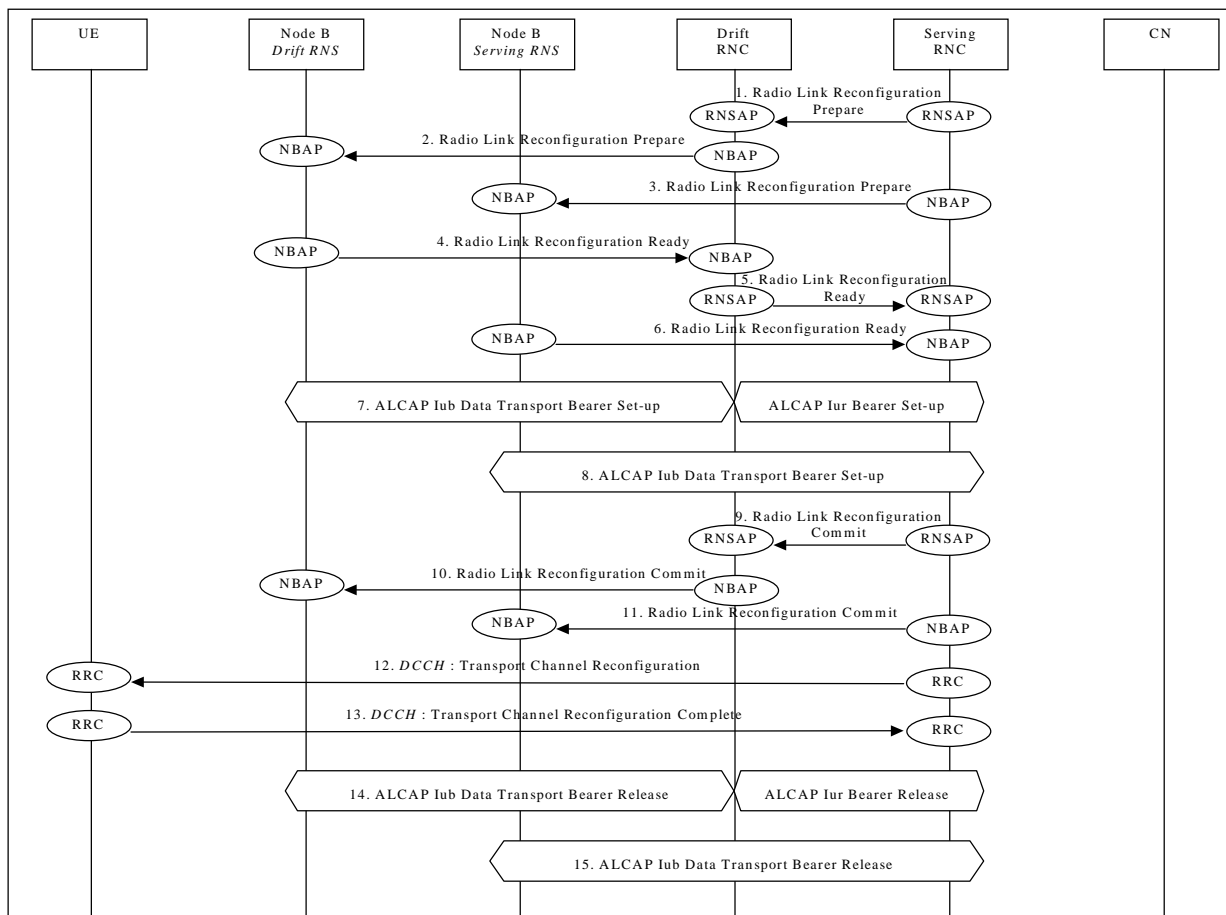 UE
Node B
Drift RNS
Node B
Serving RNS
Drift
RNC
Serving
RNC
CN
1. Radio Link Reconfiguration
Prepare
RNSAP
RNSAP
2. Radio Link Reconfiguration Prepare
NBAP
NBAP
3. Radio Link Reconfiguration Prepare
NBAP
NBAP
4. Radio Link Reconfiguration Ready
NBAP
NBAP
5. Radio Link Reconfiguration
Ready
RNSAP
RNSAP
6. Radio Link Reconfiguration Ready
NBAP
NBAP
7. ALCAP Iub Data Transport Bearer Set-up
ALCAP Iur Bearer Set-up
8. ALCAP Iub Data Transport Bearer Set-up
9. Radio Link Reconfiguration
Commit
RNSAP
RNSAP
10. Radio Link Reconfiguration Commit
NBAP
NBAP
11. Radio Link Reconfiguration Commit
NBAP
NBAP
12. DCCH : Transport Channel Reconfiguration
RRC
RRC
13. DCCH : Transport Channel Reconfiguration Complete
RRC
RRC
14. ALCAP Iub Data Transport Bearer Release
ALCAP Iur Bearer Release
15. ALCAP Iub Data Transport Bearer Release